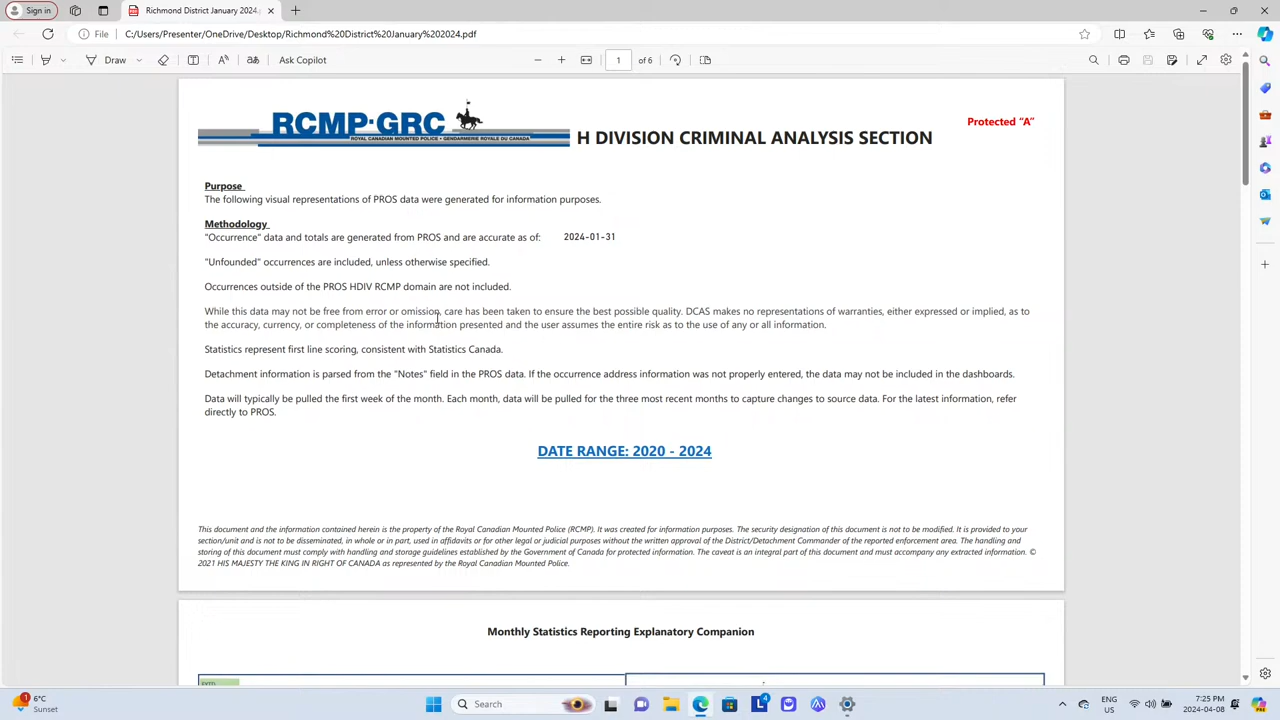 Sign in
Richmond District January 2024.
File
C:/Users/Presenter/OneDrive/Desktop/Richmond%20District%20January%202024.pdf
Draw
Ask Copilot
1 of 6
RCMP·GRC
ROYAL CANADIAN MOUNTED POLICE · GENDARMERIE ROYALE DU CANADA
H DIVISION CRIMINAL ANALYSIS SECTION
Protected "A"
Purpose
The following visual representations of PROS data were generated for information purposes.
Methodology
"Occurrence" data and totals are generated from PROS and are accurate as of: 2024-01-31
"Unfounded" occurrences are included, unless otherwise specified.
Occurrences outside of the PROS HDIV RCMP domain are not included.
While this data may not be free from error or omission, care has been taken to ensure the best possible quality. DCAS makes no representations of warranties, either expressed or implied, as to
the accuracy, currency, or completeness of the information presented and the user assumes the entire risk as to the use of any or all information.
Statistics represent first line scoring, consistent with Statistics Canada.
Detachment information is parsed from the "Notes" field in the PROS data. If the occurrence address information was not properly entered, the data may not be included in the dashboards.
Data will typically be pulled the first week of the month. Each month, data will be pulled for the three most recent months to capture changes to source data. For the latest information, refer
directly to PROS.
DATE RANGE: 2020 - 2024
This document and the information contained herein is the property of the Royal Canadian Mounted Police (RCMP). It was created for information purposes. The security designation of this document is not to be modified. It is provided to your
section/unit and is not to be disseminated, in whole or in part, used in affidavits or for other legal or judicial purposes without the written approval of the District/Detachment Commander of the reported enforcement area. The handling and
storing of this document must comply with handling and storage guidelines established by the Government of Canada for protected information. The caveat is an integral part of this document and must accompany any extracted information. ©
2021 HIS MAJESTY THE KING IN RIGHT OF CANADA as represented by the Royal Canadian Mounted Police.
Monthly Statistics Reporting Explanatory Companion
1
6°C
Sunset
Search
4
ENG
US
7:25 PM
2024-04-08